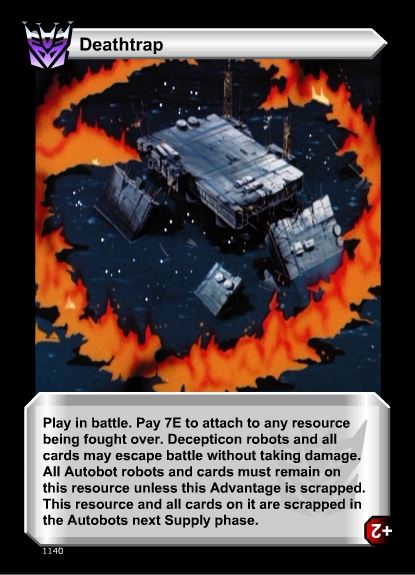 Deathtrap
Play in battle. Pay 7E to attach to any resource
being fought over. Decepticon robots and all
cards may escape battle without taking damage.
All Autobot robots and cards must remain on
this resource unless this Advantage is scrapped.
This resource and all cards on it are scrapped in
the Autobots next Supply phase.
2+
1140